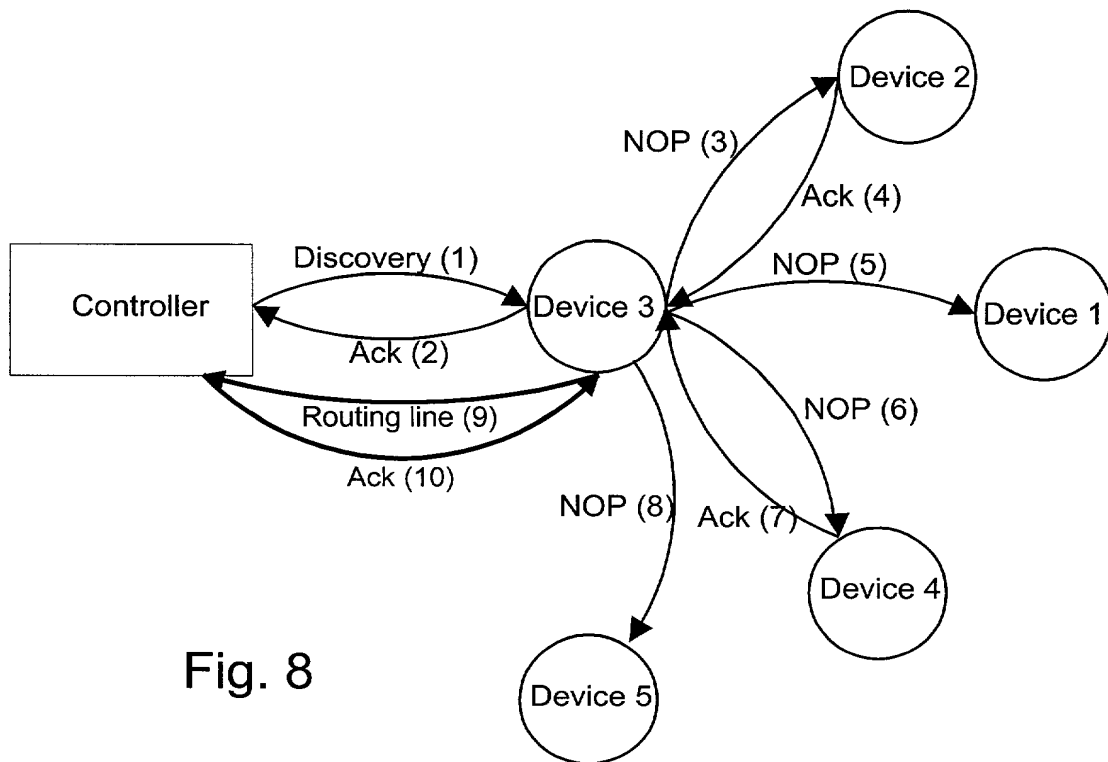 Device 2
NOP (3)
Ack (4)
Discovery (1)
NOP (5)
Controller
Device 3
Device 1
Ack (2)
Routing line (9)
NOP (6)
Ack (10)
NOP (8)
Ack (7)
Device 4
Fig. 8
Device 5